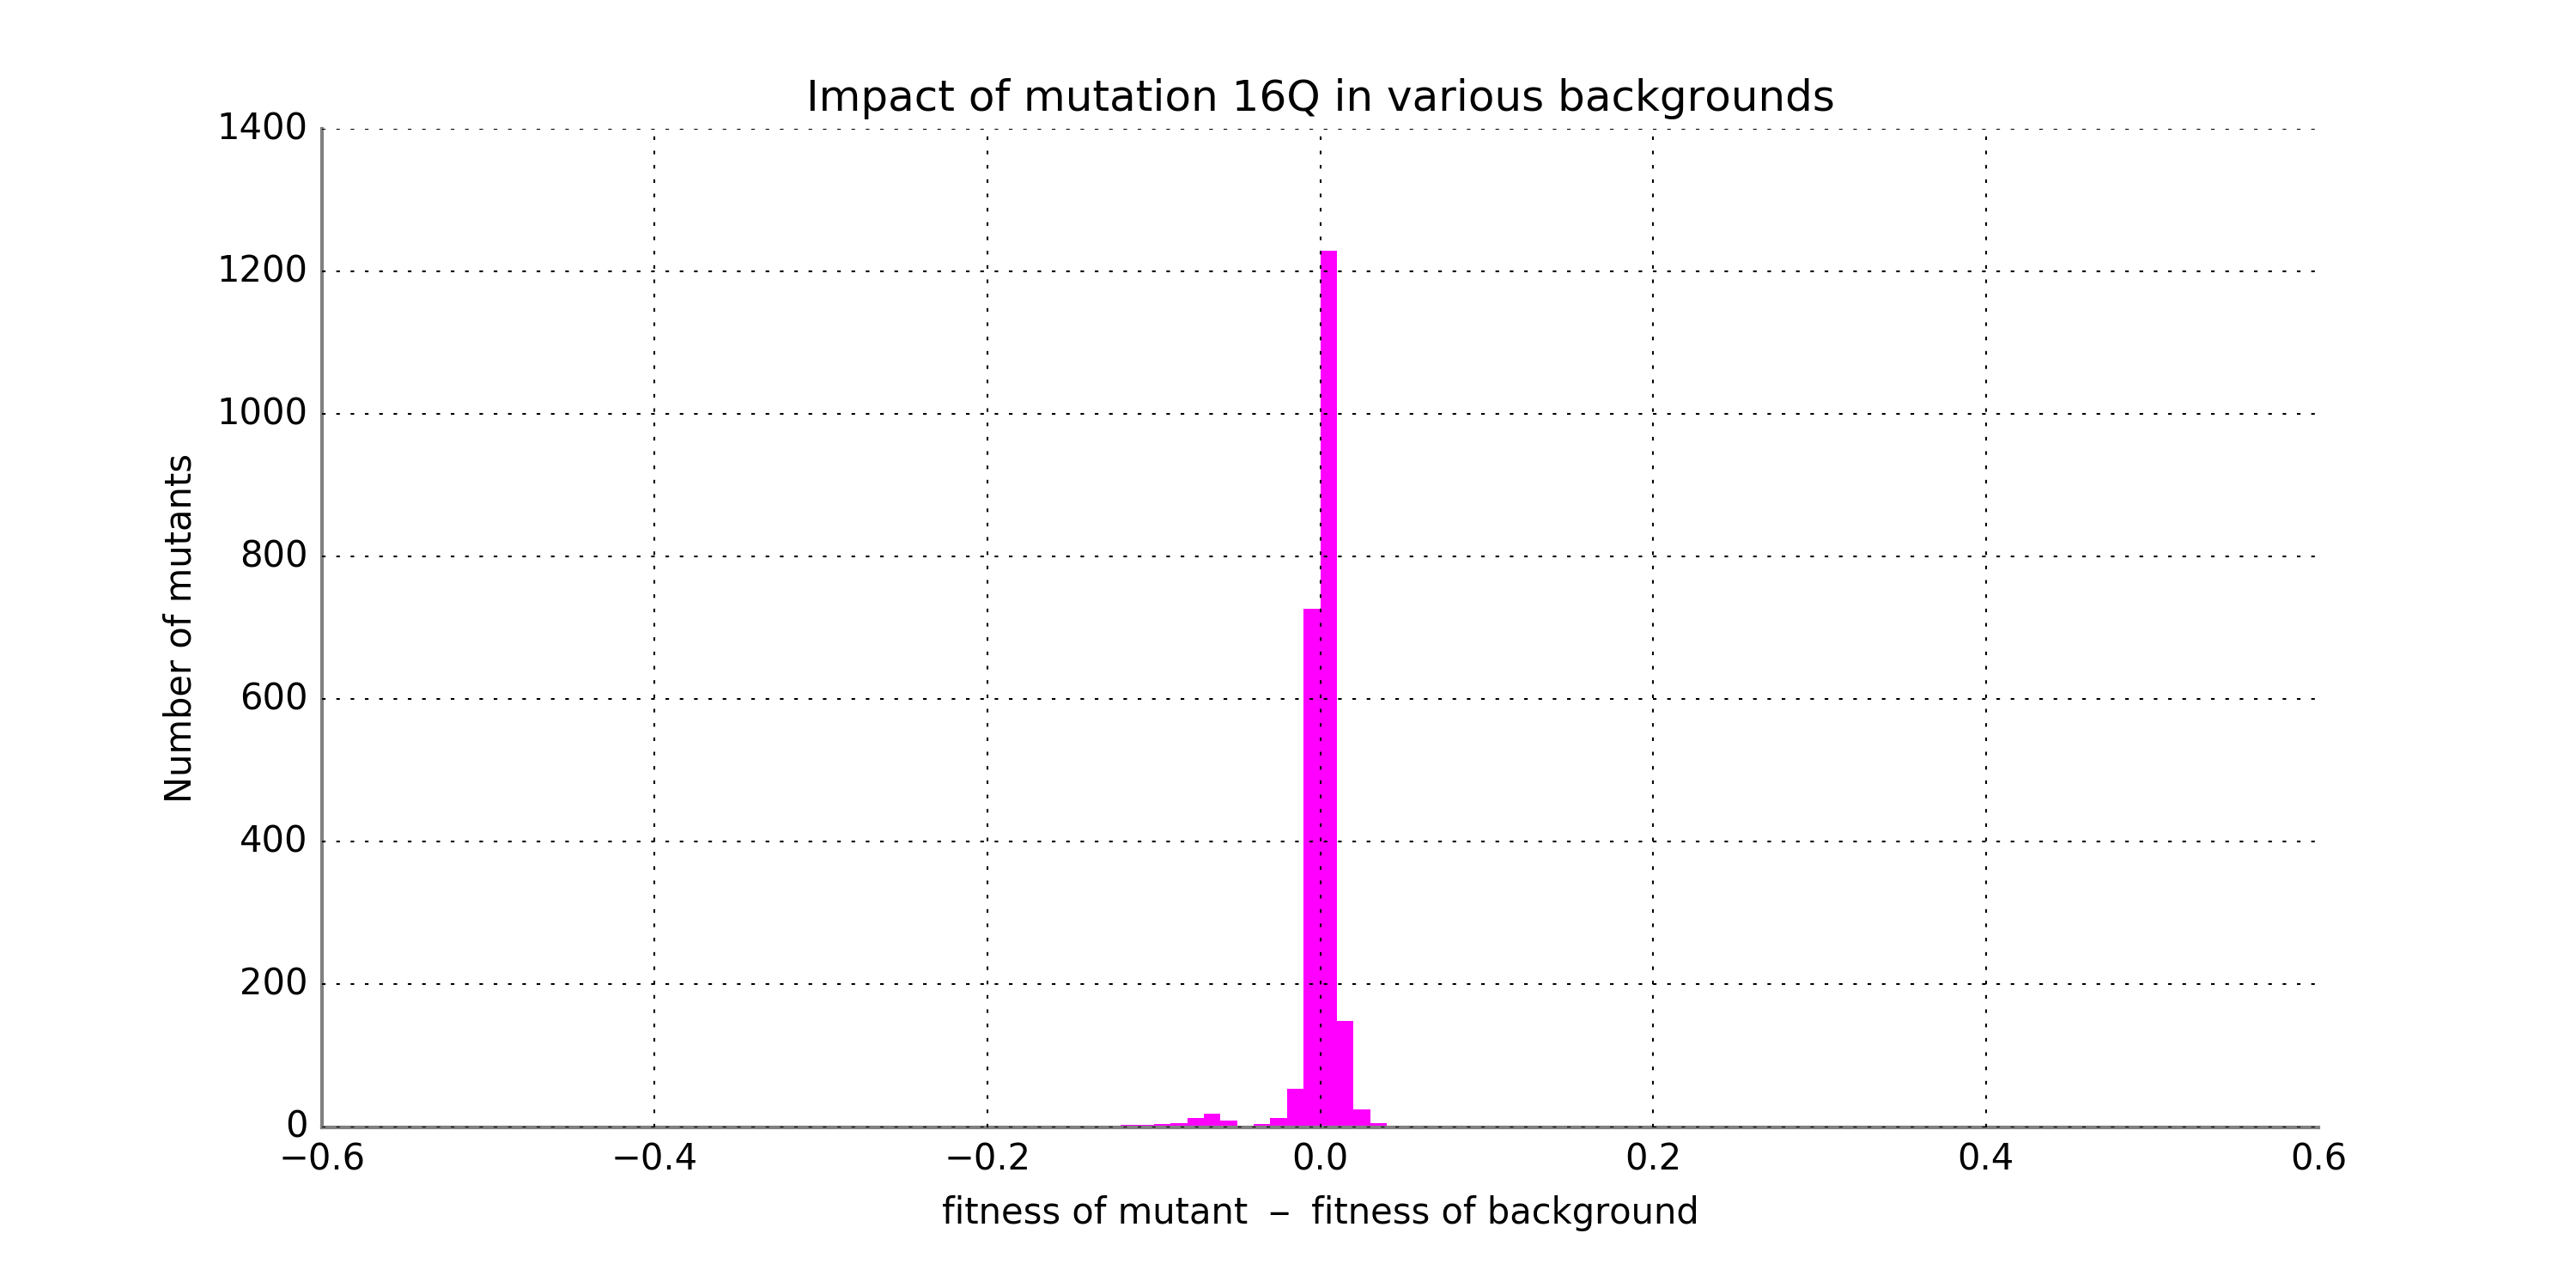 Impact of mutation 16Q in various backgrounds
1400
1200
1000
800
600
400
200
0
Number of mutants
−0.6 −0.4 −0.2 0.0 0.2 0.4 0.6
fitness of mutant − fitness of background